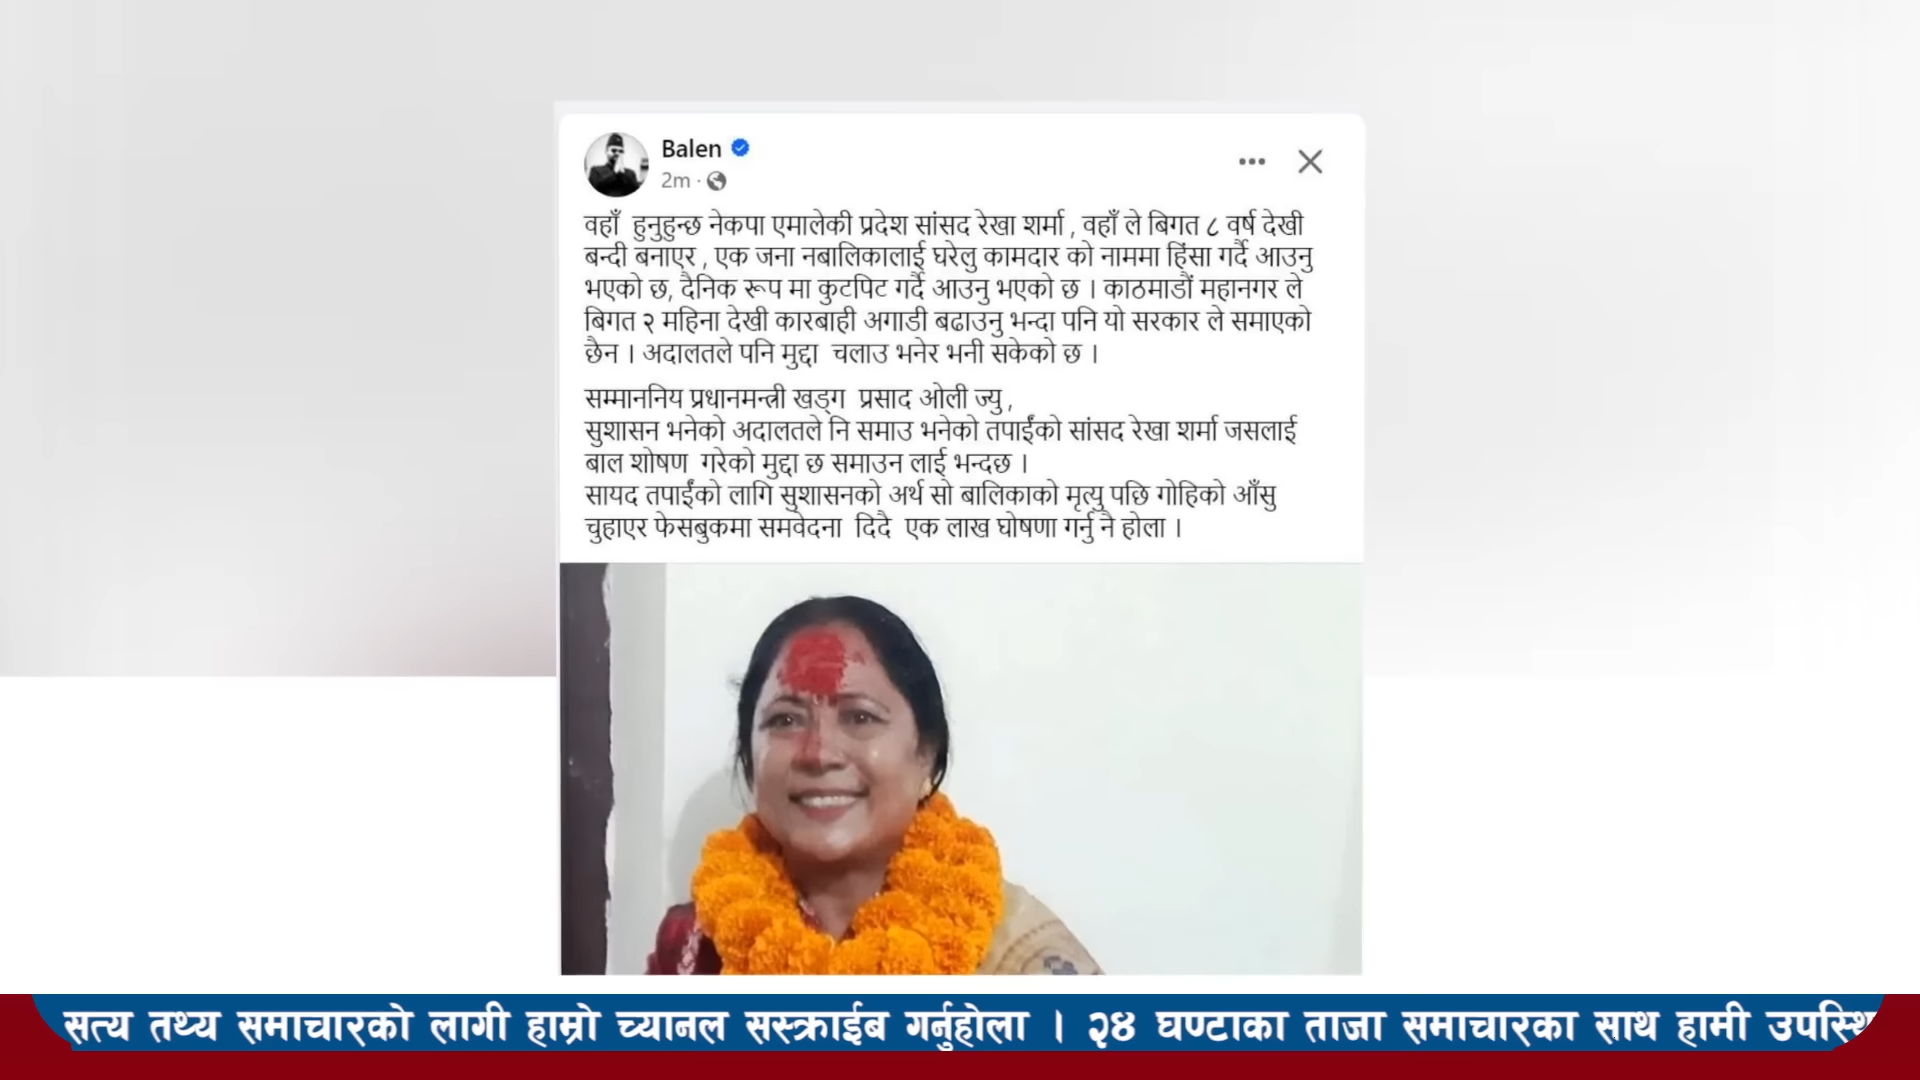 Balen
2m ·
वहाँ हुनुहुन्छ नेकपा एमालेकी प्रदेश सांसद रेखा शर्मा , वहाँ ले बिगत ८ वर्ष देखी
बन्दी बनाएर , एक जना नबालिकालाई घरेलु कामदार को नाममा हिंसा गर्दै आउनु
भएको छ, दैनिक रूप मा कुटपिट गर्दै आउनु भएको छ । काठमाडौं महानगर ले
बिगत २ महिना देखी कारबाही अगाडी बढाउनु भन्दा पनि यो सरकार ले समाएको
छैन । अदालतले पनि मुद्दा चलाउ भनेर भनी सकेको छ ।
सम्माननिय प्रधानमन्त्री खड्ग प्रसाद ओली ज्यु ,
सुशासन भनेको अदालतले नि समाउ भनेको तपाईंको सांसद रेखा शर्मा जसलाई
बाल शोषण गरेको मुद्दा छ समाउन लाई भन्दछ ।
सायद तपाईंको लागि सुशासनको अर्थ सो बालिकाको मृत्यु पछि गोहिको आँसु
चुहाएर फेसबुकमा समवेदना दिदै एक लाख घोषणा गर्नु नै होला ।
सत्य तथ्य समाचारको लागी हाम्रो च्यानल सस्क्राईब गर्नुहोला । २४ घण्टाका ताजा समाचारका साथ हामी